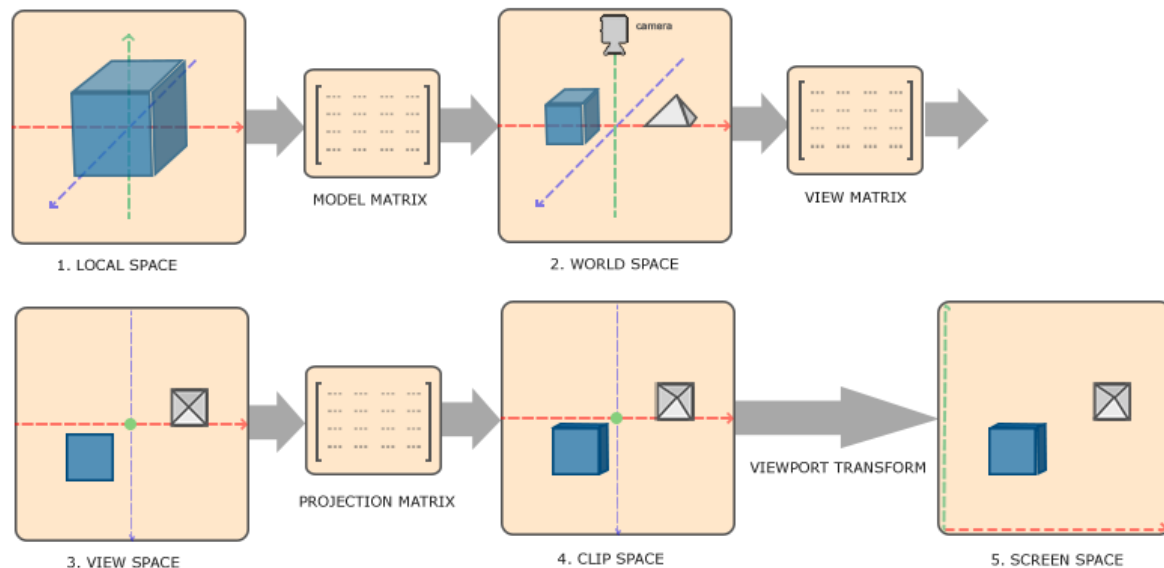 camera
MODEL MATRIX
VIEW MATRIX
1. LOCAL SPACE
2. WORLD SPACE
PROJECTION MATRIX
VIEWPORT TRANSFORM
3. VIEW SPACE
4. CLIP SPACE
5. SCREEN SPACE